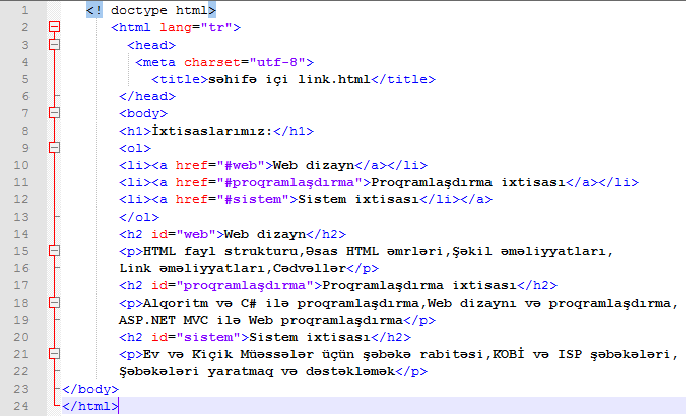 1 <! doctype html>
2 <html lang="tr">
3 <head>
4 <meta charset="utf-8">
5 <title>səhifə içi link.html</title>
6 </head>
7 <body>
8 <h1>İxtisaslarımız:</h1>
9 <ol>
10 <li><a href="#web">Web dizayn</a></li>
11 <li><a href="#proqramlaşdırma">Proqramlaşdırma ixtisası</a></li>
12 <li><a href="#sistem">Sistem ixtisası</li></a>
13 </ol>
14 <h2 id="web">Web dizayn</h2>
15 <p>HTML fayl strukturu,Əsas HTML əmrləri,Şəkil əməliyyatları,
16 Link əməliyyatları,Cədvəllər</p>
17 <h2 id="proqramlaşdırma">Proqramlaşdırma ixtisası</h2>
18 <p>Alqoritm və C# ilə proqramlaşdırma,Web dizaynı və proqramlaşdırma,
19 ASP.NET MVC ilə Web proqramlaşdırma</p>
20 <h2 id="sistem">Sistem ixtisası</h2>
21 <p>Ev və Kiçik Müəssələr üçün şəbəkə rabitəsi,KOBİ və ISP şəbəkələri,
22 Şəbəkələri yaratmaq və dəstəkləmək</p>
23 </body>
24 </html>